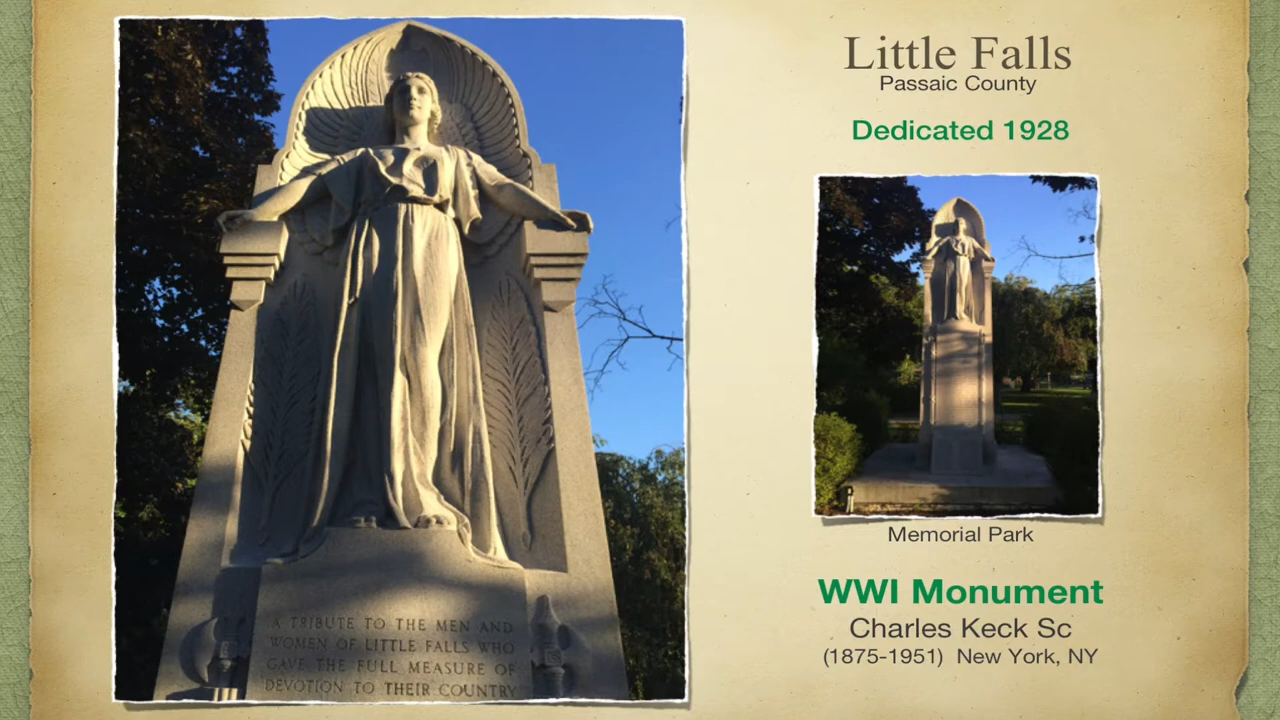 Little Falls
Passaic County
Dedicated 1928
Memorial Park
WWI Monument
Charles Keck Sc
(1875-1951) New York, NY
A TRIBUTE TO THE MEN AND
WOMEN OF LITTLE FALLS WHO
GAVE THE FULL MEASURE OF
DEVOTION TO THEIR COUNTRY